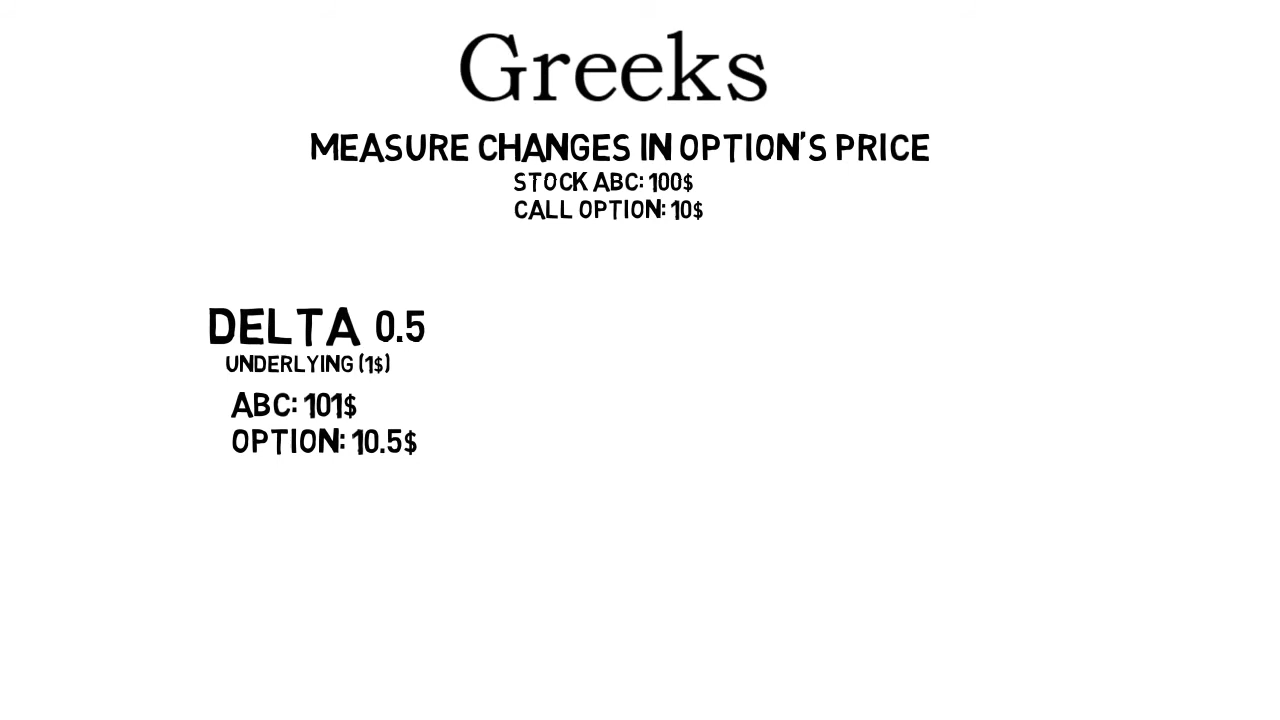 Greeks
MEASURE CHANGES IN OPTION'S PRICE
STOCK ABC: 100$
CALL OPTION: 10$
DELTA 0.5
UNDERLYING (1$)
ABC: 101$
OPTION: 10.5$